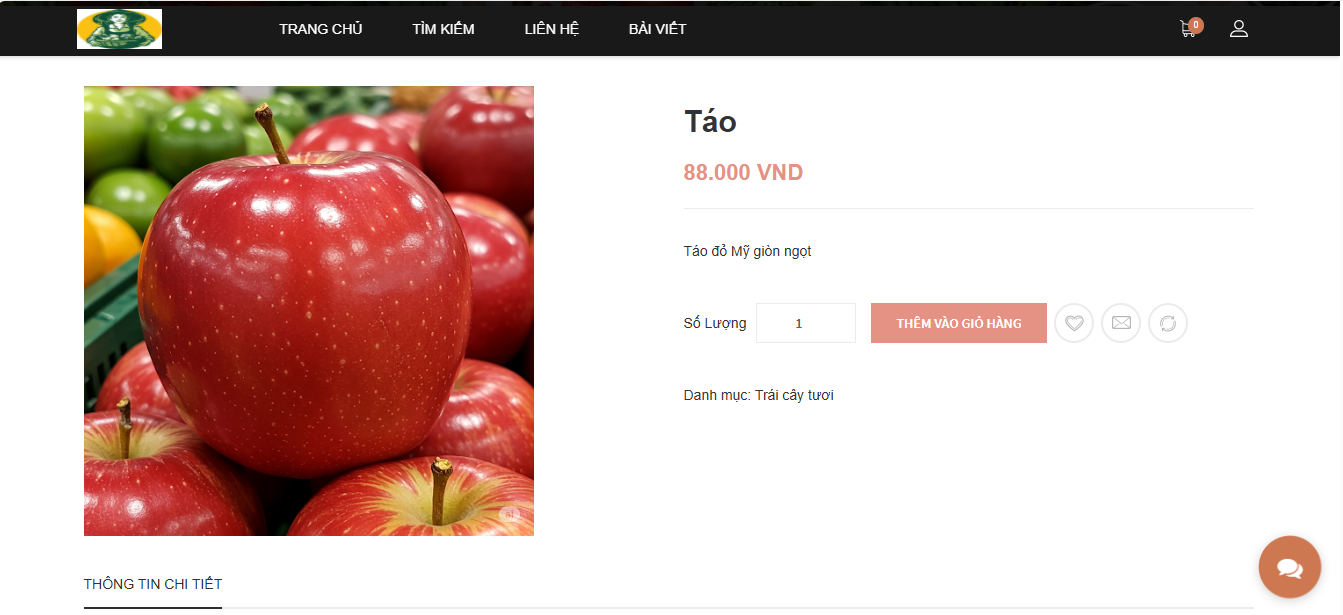 TRANG CHỦ
TÌM KIẾM
LIÊN HỆ
BÀI VIẾT
0
Táo
88.000 VND
Táo đỏ Mỹ giòn ngọt
Số Lượng
1
THÊM VÀO GIỎ HÀNG
Danh mục: Trái cây tươi
THÔNG TIN CHI TIẾT